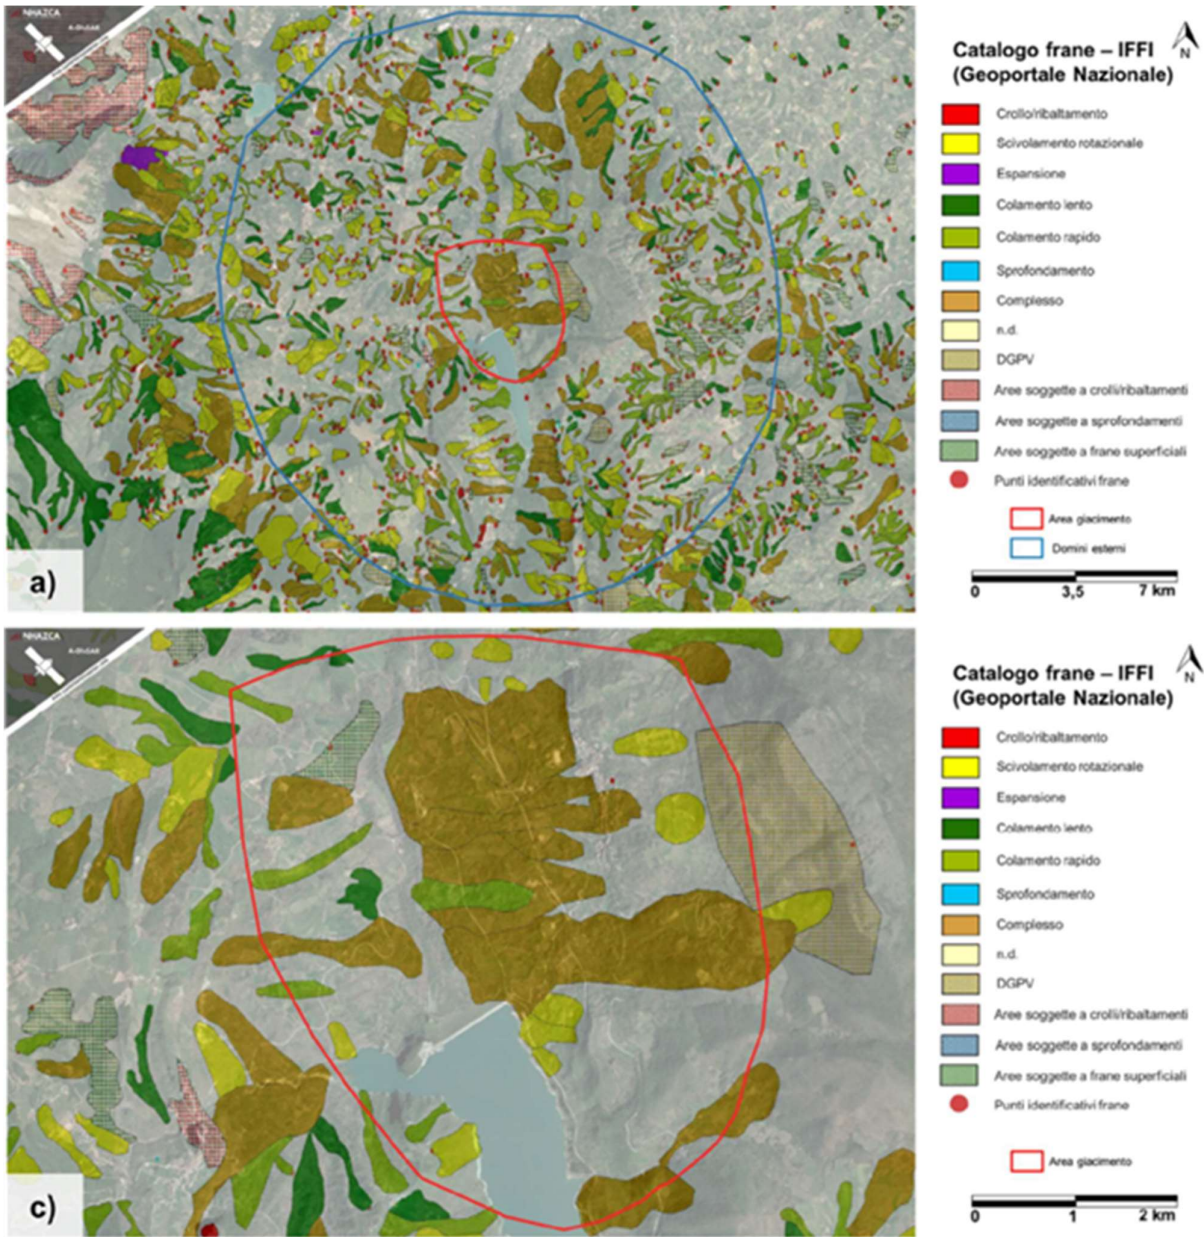 NHAZCA
Catalogo frane – IFFI
(Geoportale Nazionale)
N
Crollo/ribaltamento
Scivolamento rotazionale
Espansione
Colamento lento
Colamento rapido
Sprofondamento
Complesso
n.d.
DGPV
Aree soggette a crolli/ribaltamenti
Aree soggette a sprofondamenti
Aree soggette a frane superficiali
Punti identificativi frane
Area giacimento
Domini esterni
0 3,5 7 km
a)
NHAZCA
Catalogo frane – IFFI
(Geoportale Nazionale)
N
Crollo/ribaltamento
Scivolamento rotazionale
Espansione
Colamento lento
Colamento rapido
Sprofondamento
Complesso
n.d.
DGPV
Aree soggette a crolli/ribaltamenti
Aree soggette a sprofondamenti
Aree soggette a frane superficiali
Punti identificativi frane
Area giacimento
0 1 2 km
c)